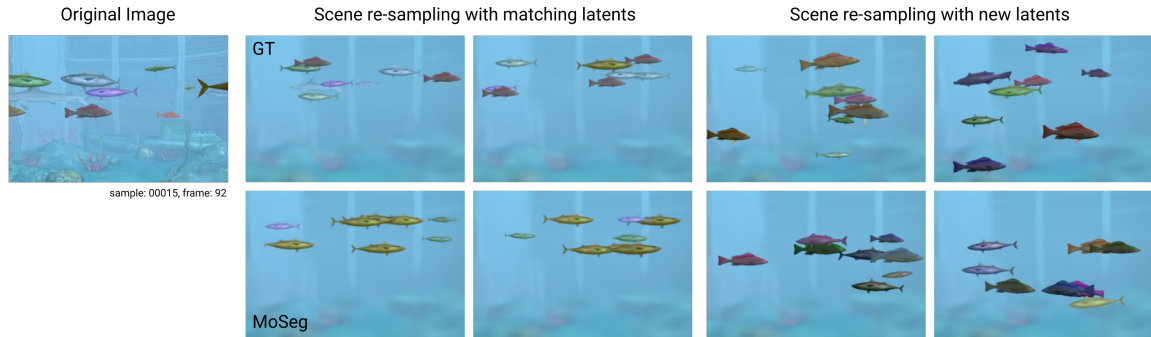 Original Image
Scene re-sampling with matching latents
Scene re-sampling with new latents
GT
sample: 00015, frame: 92
MoSeg